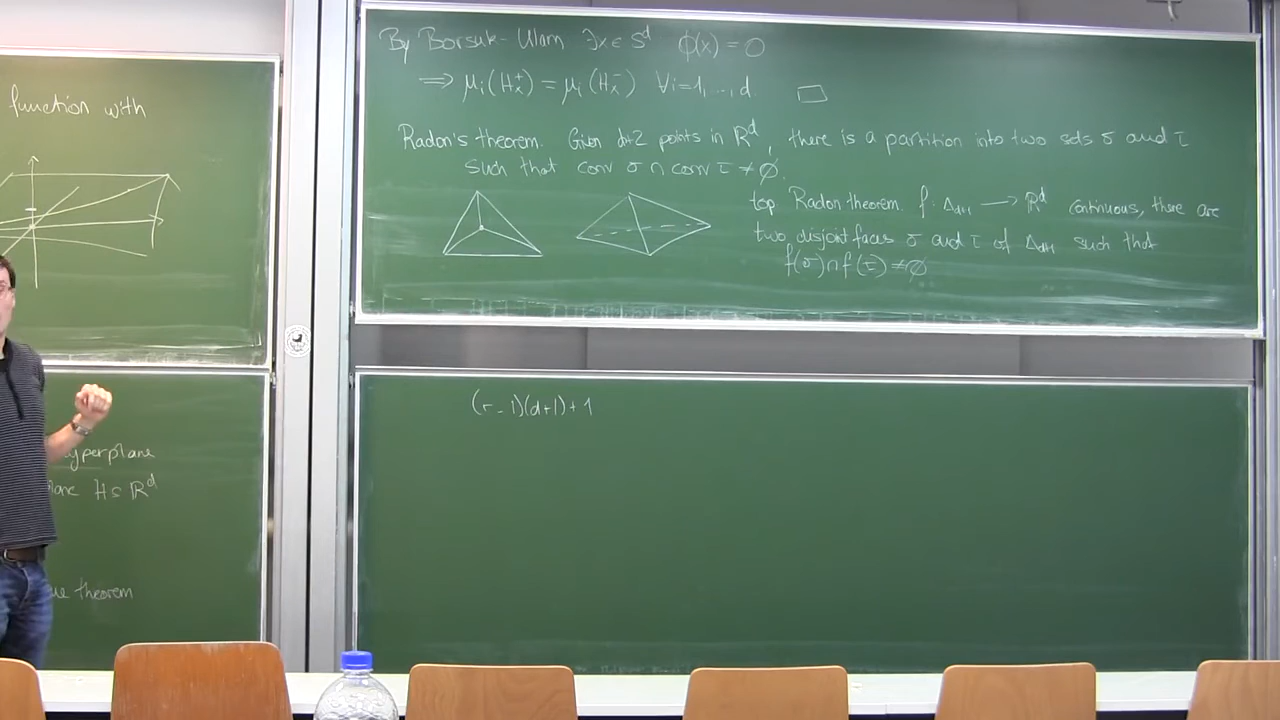 function with
hyperplane
H ⊆ ℝ^d
theorem
By Borsuk-Ulam ∃x ∈ S^d ϕ(x) = 0
⟹ μ_i(H_x^+) = μ_i(H_x^-) ∀i=1,...,d. □
Radon's theorem. Given d+2 points in ℝ^d, there is a partition into two sets σ and τ
such that conv σ ∩ conv τ ≠ ∅.
top Radon theorem. f: Δ_{d+1} ⟶ ℝ^d continuous, there are
two disjoint faces σ and τ of Δ_{d+1} such that
f(σ) ∩ f(τ) ≠ ∅
(r-1)(d+1)+1